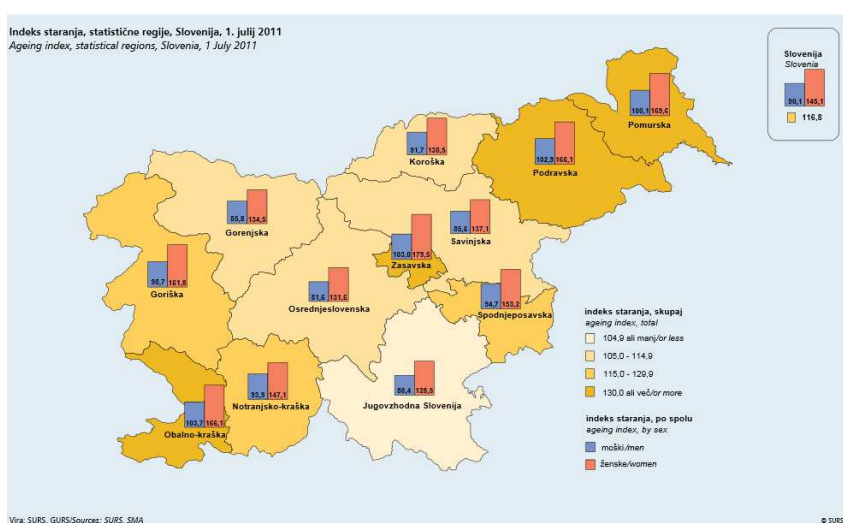 Indeks staranja, statistične regije, Slovenija, 1. julij 2011
Ageing index, statistical regions, Slovenia, 1 July 2011
Slovenija
Slovenia
90,1 145,1
116,8
100,1 169,6
Pomurska
102,9 166,1
Podravska
91,7 138,5
Koroška
88,8 134,5
Gorenjska
85,6 137,1
Savinjska
103,0 179,5
Zasavska
98,7 161,8
Goriška
81,6 131,6
Osrednjeslovenska
94,7 153,2
Spodnjeposavska
93,9 147,1
Notranjsko-kraška
80,4 128,5
Jugovzhodna Slovenija
103,7 166,1
Obalno-kraška
indeks staranja, skupaj
ageing index, total
104,9 ali manj/or less
105,0 - 114,9
115,0 - 129,9
130,0 ali več/or more
indeks staranja, po spolu
ageing index, by sex
moški/men
ženske/women
Vira: SURS, GURS/Sources: SURS, SMA
© SURS